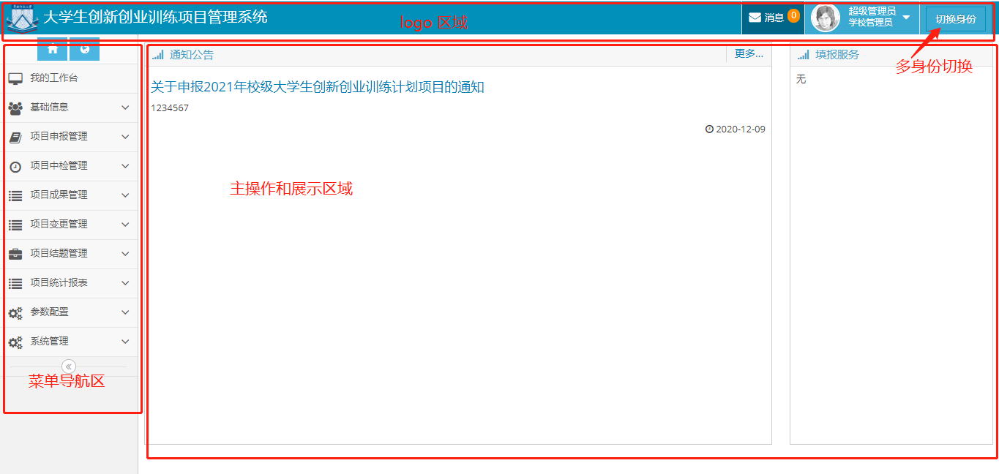 大学生创新创业训练项目管理系统
logo 区域
消息 0
超级管理员
学校管理员
切换身份
多身份切换
我的工作台
基础信息
项目申报管理
项目中检管理
项目成果管理
项目变更管理
项目结题管理
项目统计报表
参数配置
系统管理
菜单导航区
通知公告
更多...
关于申报2021年校级大学生创新创业训练计划项目的通知
1234567
2020-12-09
主操作和展示区域
填报服务
无